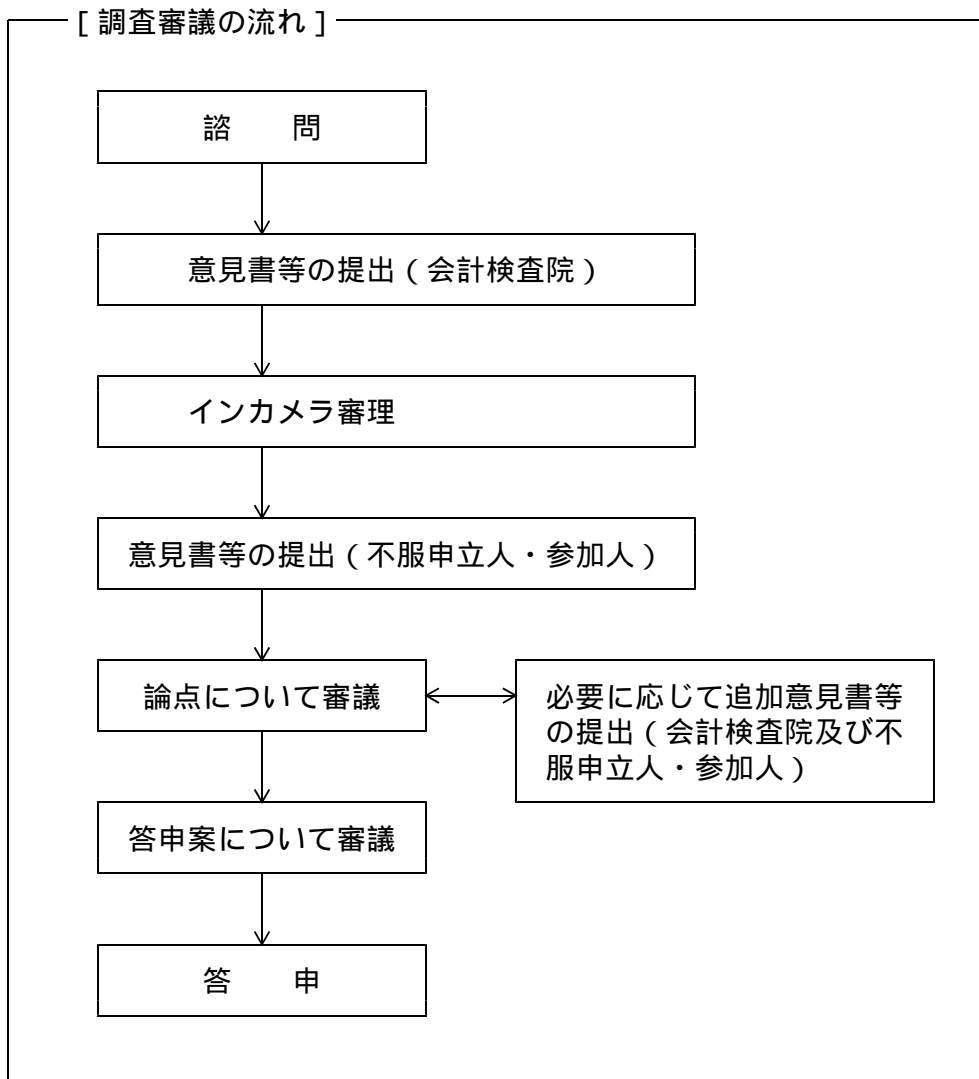 [ 調査審議の流れ ]
諮　　問
意見書等の提出（会計検査院）
インカメラ審理
意見書等の提出（不服申立人・参加人）
論点について審議
必要に応じて追加意見書等
の提出（会計検査院及び不
服申立人・参加人）
答申案について審議
答　　申